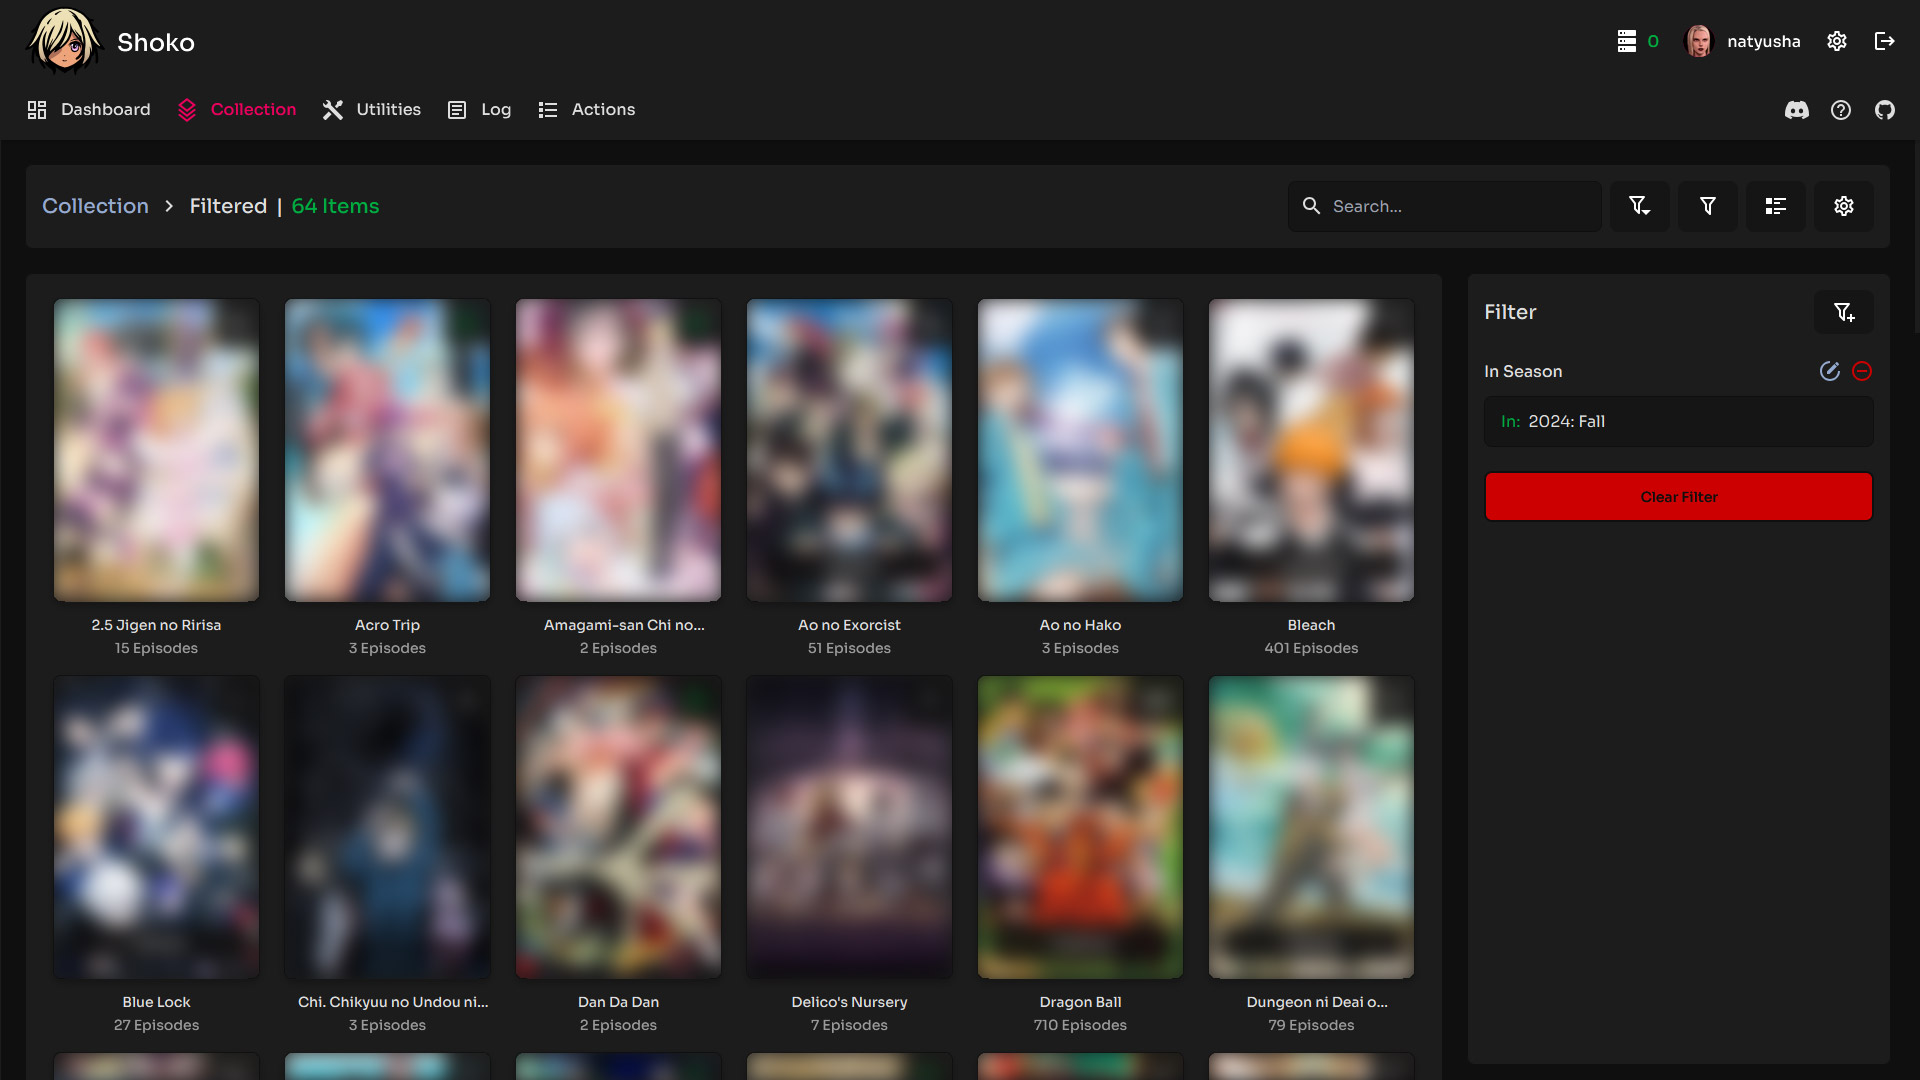 Shoko
0
natyusha
Dashboard
Collection
Utilities
Log
Actions
Collection > Filtered | 64 Items
Search...
2.5 Jigen no Ririsa
15 Episodes
Acro Trip
3 Episodes
Amagami-san Chi no...
2 Episodes
Ao no Exorcist
51 Episodes
Ao no Hako
3 Episodes
Bleach
401 Episodes
Blue Lock
27 Episodes
Chi. Chikyuu no Undou ni...
3 Episodes
Dan Da Dan
2 Episodes
Delico's Nursery
7 Episodes
Dragon Ball
710 Episodes
Dungeon ni Deai o...
79 Episodes
Filter
In Season
In: 2024: Fall
Clear Filter